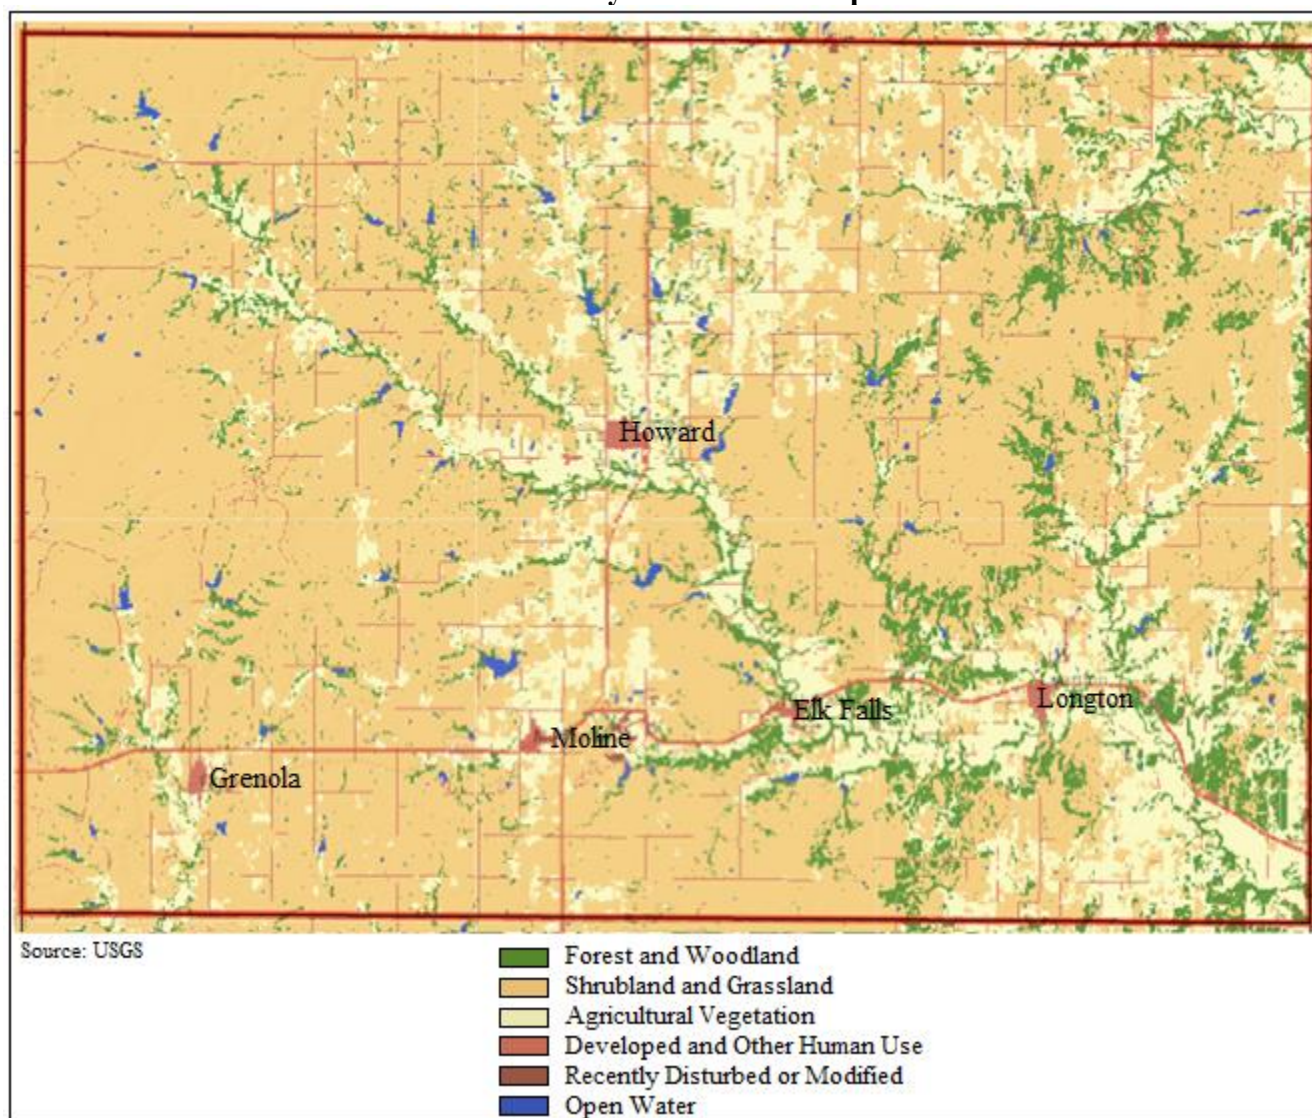 Howard
Elk Falls
Longton
Moline
Grenola
Source: USGS
Forest and Woodland
Shrubland and Grassland
Agricultural Vegetation
Developed and Other Human Use
Recently Disturbed or Modified
Open Water